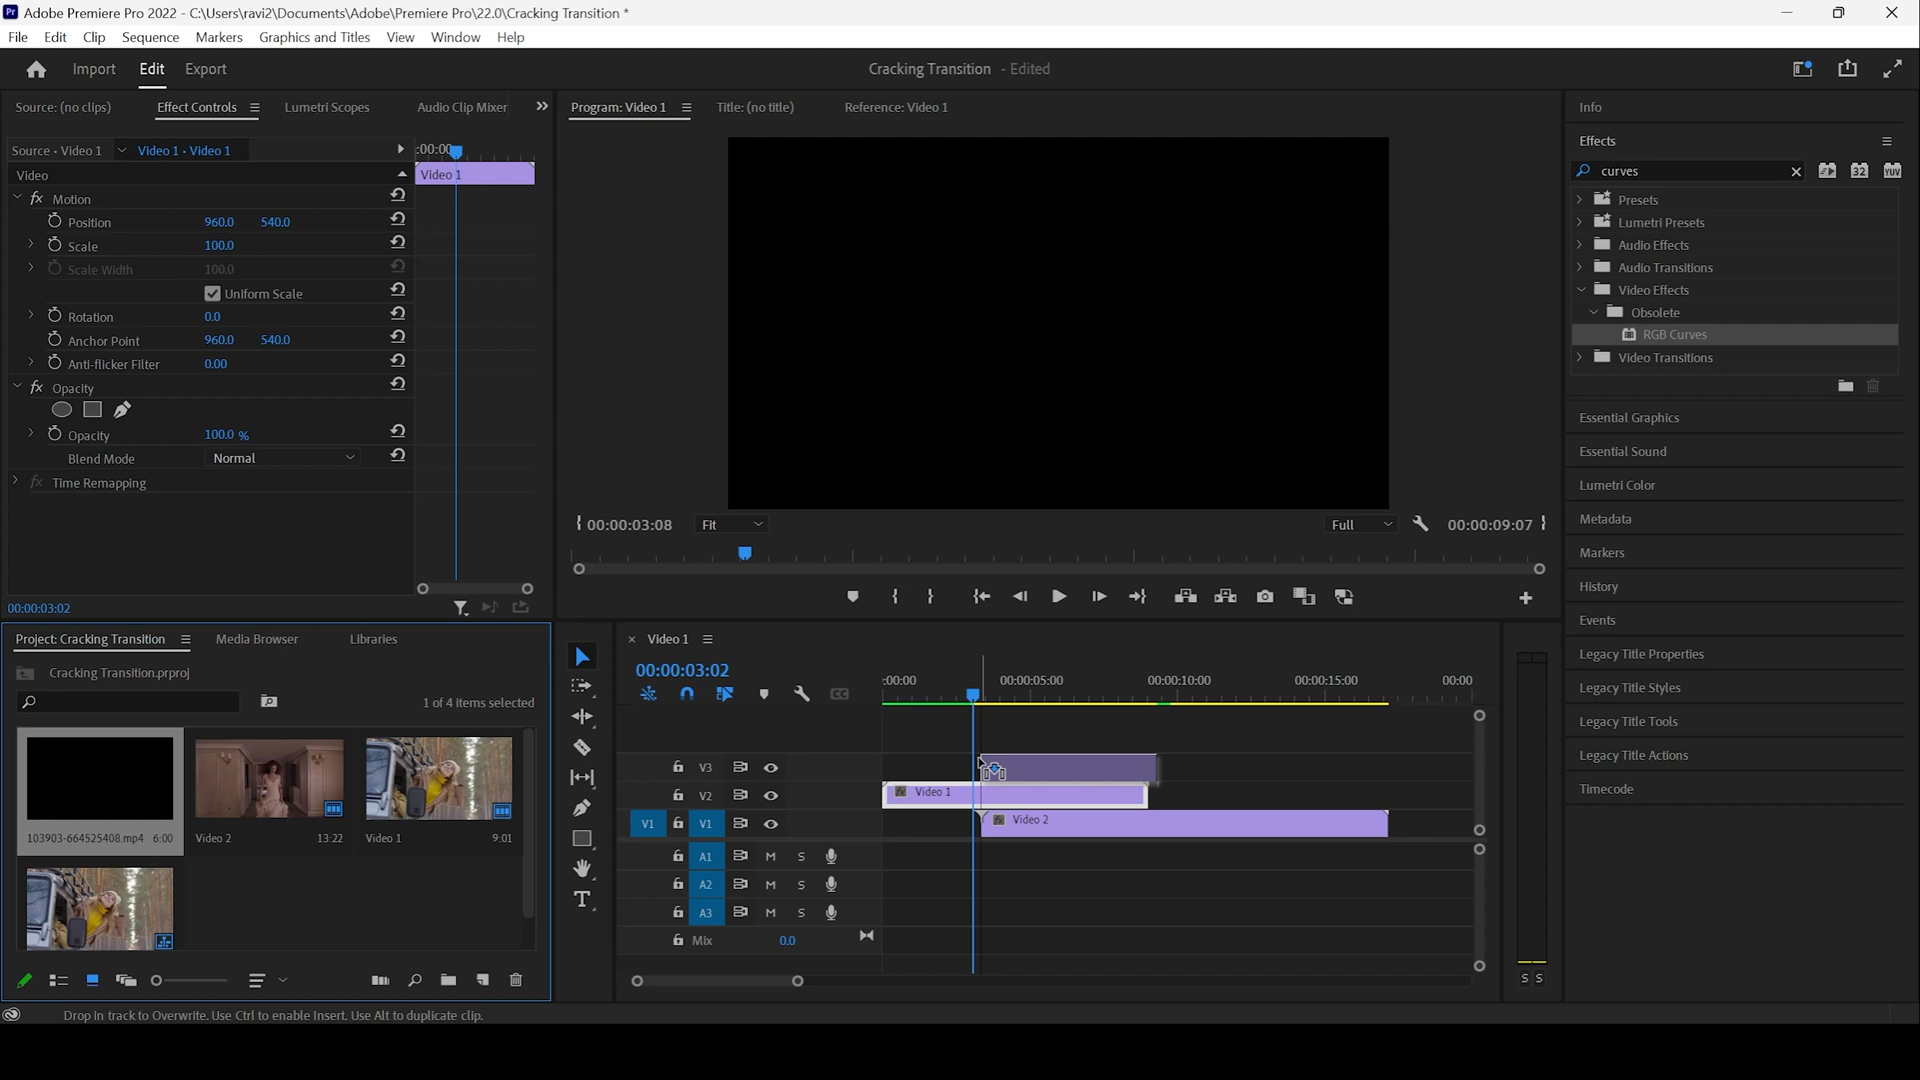 Pr Adobe Premiere Pro 2022 - C:\Users\ravi2\Documents\Adobe\Premiere Pro\22.0\Cracking Transition *
File Edit Clip Sequence Markers Graphics and Titles View Window Help
Import Edit Export
Cracking Transition - Edited
Source: (no clips) Effect Controls Lumetri Scopes Audio Clip Mixer
Program: Video 1 Title: (no title) Reference: Video 1
Info
Effects
curves
32 YUV
Source • Video 1 Video 1 • Video 1
:00:00
Video
Video 1
fx Motion
Position 960.0 540.0
Scale 100.0
Scale Width 100.0
Uniform Scale
Rotation 0.0
Anchor Point 960.0 540.0
Anti-flicker Filter 0.00
fx Opacity
Opacity 100.0 %
Blend Mode Normal
fx Time Remapping
00:00:03:02
Presets
Lumetri Presets
Audio Effects
Audio Transitions
Video Effects
Obsolete
RGB Curves
Video Transitions
Essential Graphics
Essential Sound
Lumetri Color
Metadata
Markers
History
Events
Legacy Title Properties
Legacy Title Styles
Legacy Title Tools
Legacy Title Actions
Timecode
00:00:03:08 Fit Full 00:00:09:07
Project: Cracking Transition Media Browser Libraries
Cracking Transition.prproj
1 of 4 items selected
103903-664525408.mp4 6:00
Video 2 13:22
Video 1 9:01
× Video 1
00:00:03:02
:00:00 00:00:05:00 00:00:10:00 00:00:15:00 00:00
CC
V3
V2 fx Video 1
V1 V1 fx Video 2
A1 M S
A2 M S
A3 M S
Mix 0.0
T
S S
Drop in track to Overwrite. Use Ctrl to enable Insert. Use Alt to duplicate clip.